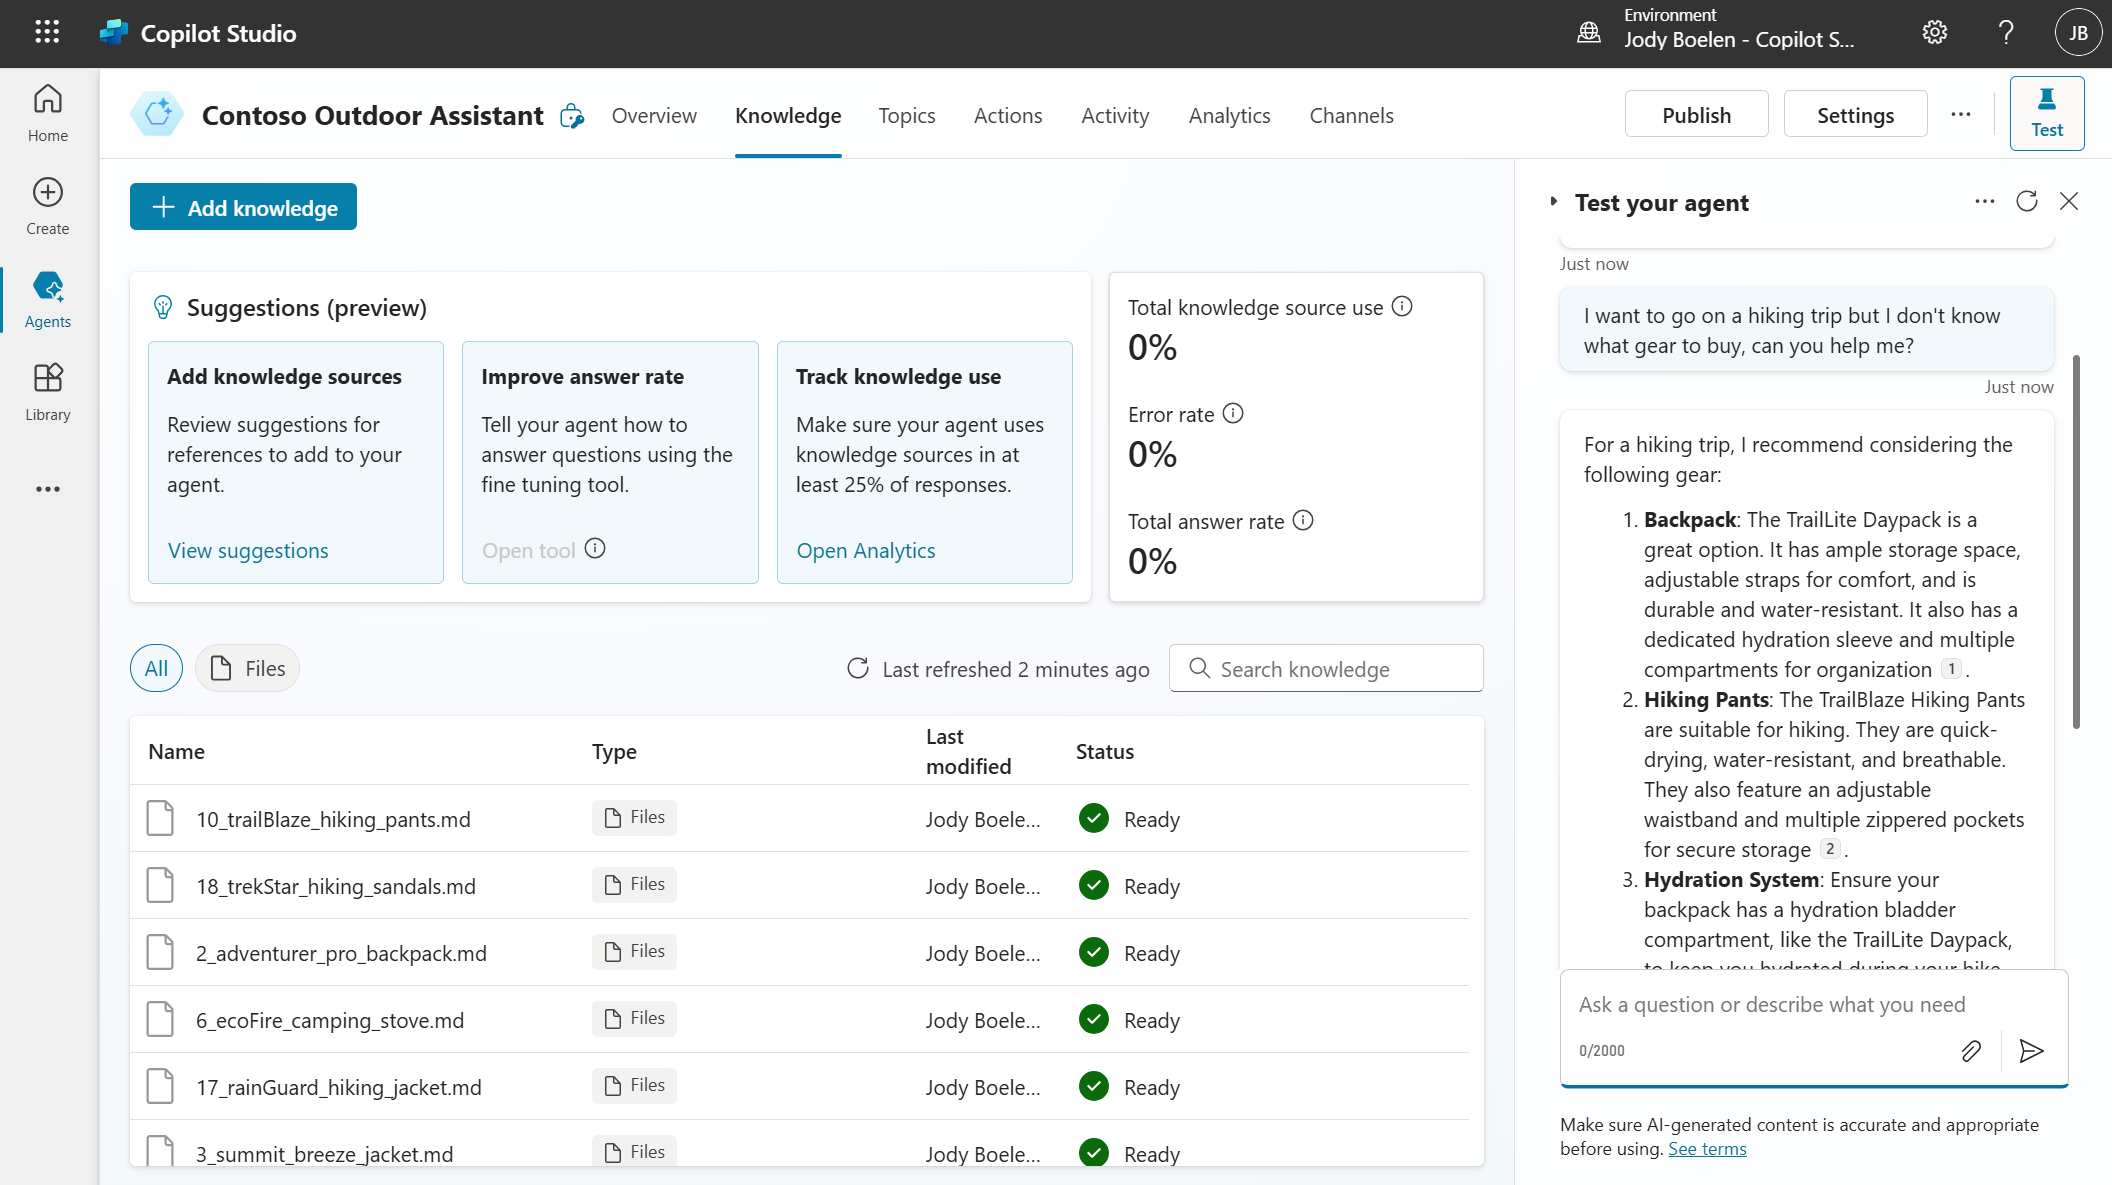 Copilot Studio
Environment
Jody Boelen - Copilot S...
JB
Home
Create
Agents
Library
Contoso Outdoor Assistant
Overview
Knowledge
Topics
Actions
Activity
Analytics
Channels
Publish
Settings
Test
Add knowledge
Suggestions (preview)
Add knowledge sources
Review suggestions for
references to add to your
agent.
View suggestions
Improve answer rate
Tell your agent how to
answer questions using the
fine tuning tool.
Open tool
Track knowledge use
Make sure your agent uses
knowledge sources in at
least 25% of responses.
Open Analytics
Total knowledge source use
0%
Error rate
0%
Total answer rate
0%
All
Files
Last refreshed 2 minutes ago
Search knowledge
Name
Type
Last
modified
Status
10_trailBlaze_hiking_pants.md
Files
Jody Boele...
Ready
18_trekStar_hiking_sandals.md
Files
Jody Boele...
Ready
2_adventurer_pro_backpack.md
Files
Jody Boele...
Ready
6_ecoFire_camping_stove.md
Files
Jody Boele...
Ready
17_rainGuard_hiking_jacket.md
Files
Jody Boele...
Ready
3_summit_breeze_jacket.md
Files
Jody Boele...
Ready
Test your agent
Just now
I want to go on a hiking trip but I don't know
what gear to buy, can you help me?
Just now
For a hiking trip, I recommend considering the
following gear:
1. Backpack: The TrailLite Daypack is a
great option. It has ample storage space,
adjustable straps for comfort, and is
durable and water-resistant. It also has a
dedicated hydration sleeve and multiple
compartments for organization 1.
2. Hiking Pants: The TrailBlaze Hiking Pants
are suitable for hiking. They are quick-
drying, water-resistant, and breathable.
They also feature an adjustable
waistband and multiple zippered pockets
for secure storage 2.
3. Hydration System: Ensure your
backpack has a hydration bladder
compartment, like the TrailLite Daypack,
to keep you hydrated during your hike
Ask a question or describe what you need
0/2000
Make sure AI-generated content is accurate and appropriate
before using. See terms